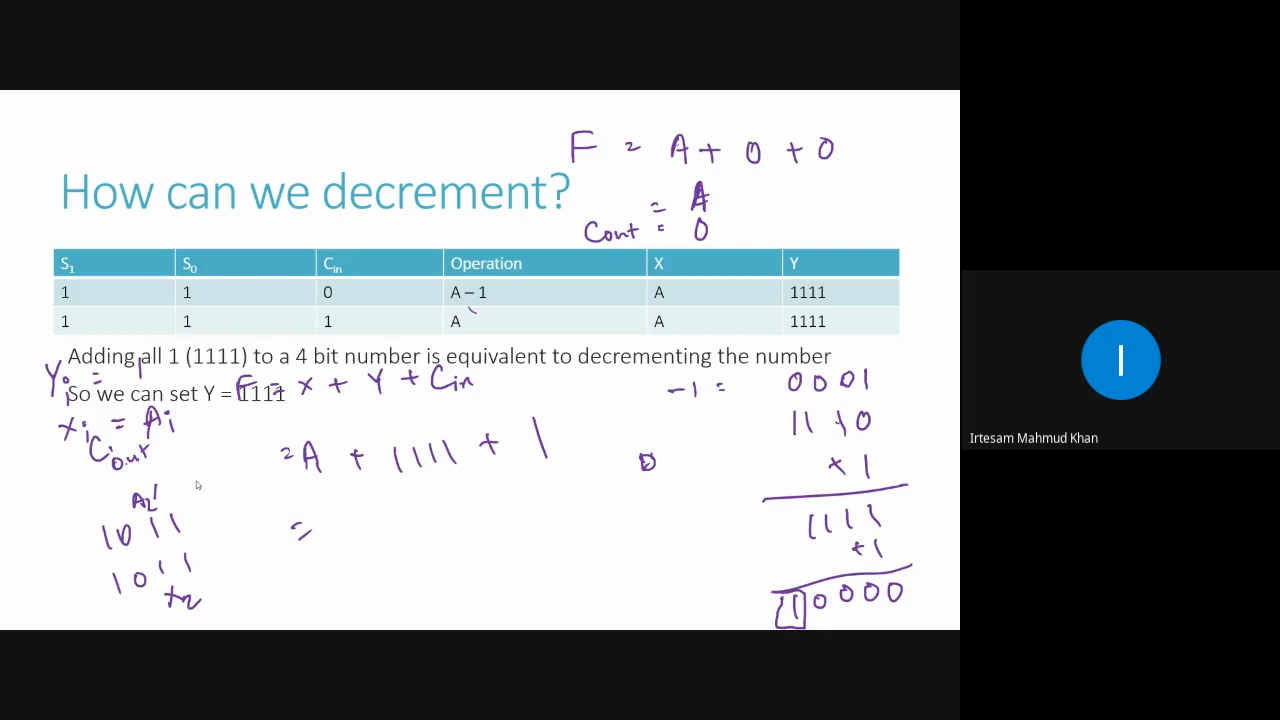 F = A + 0 + 0
How can we decrement?
= A
Cout = 0
S1 S0 Cin Operation X Y
1 1 0 A – 1 A 1111
1 1 1 A A 1111
Adding all 1 (1111) to a 4 bit number is equivalent to decrementing the number
Yi = 1
F = X + Y + Cin
-1 = 0001
So we can set Y = 1111
Xi = Ai
1110
Cout
= A + 1111 + 1
0
+ 1
1011
=
1111
+1
1011
10000
Irtesam Mahmud Khan
I